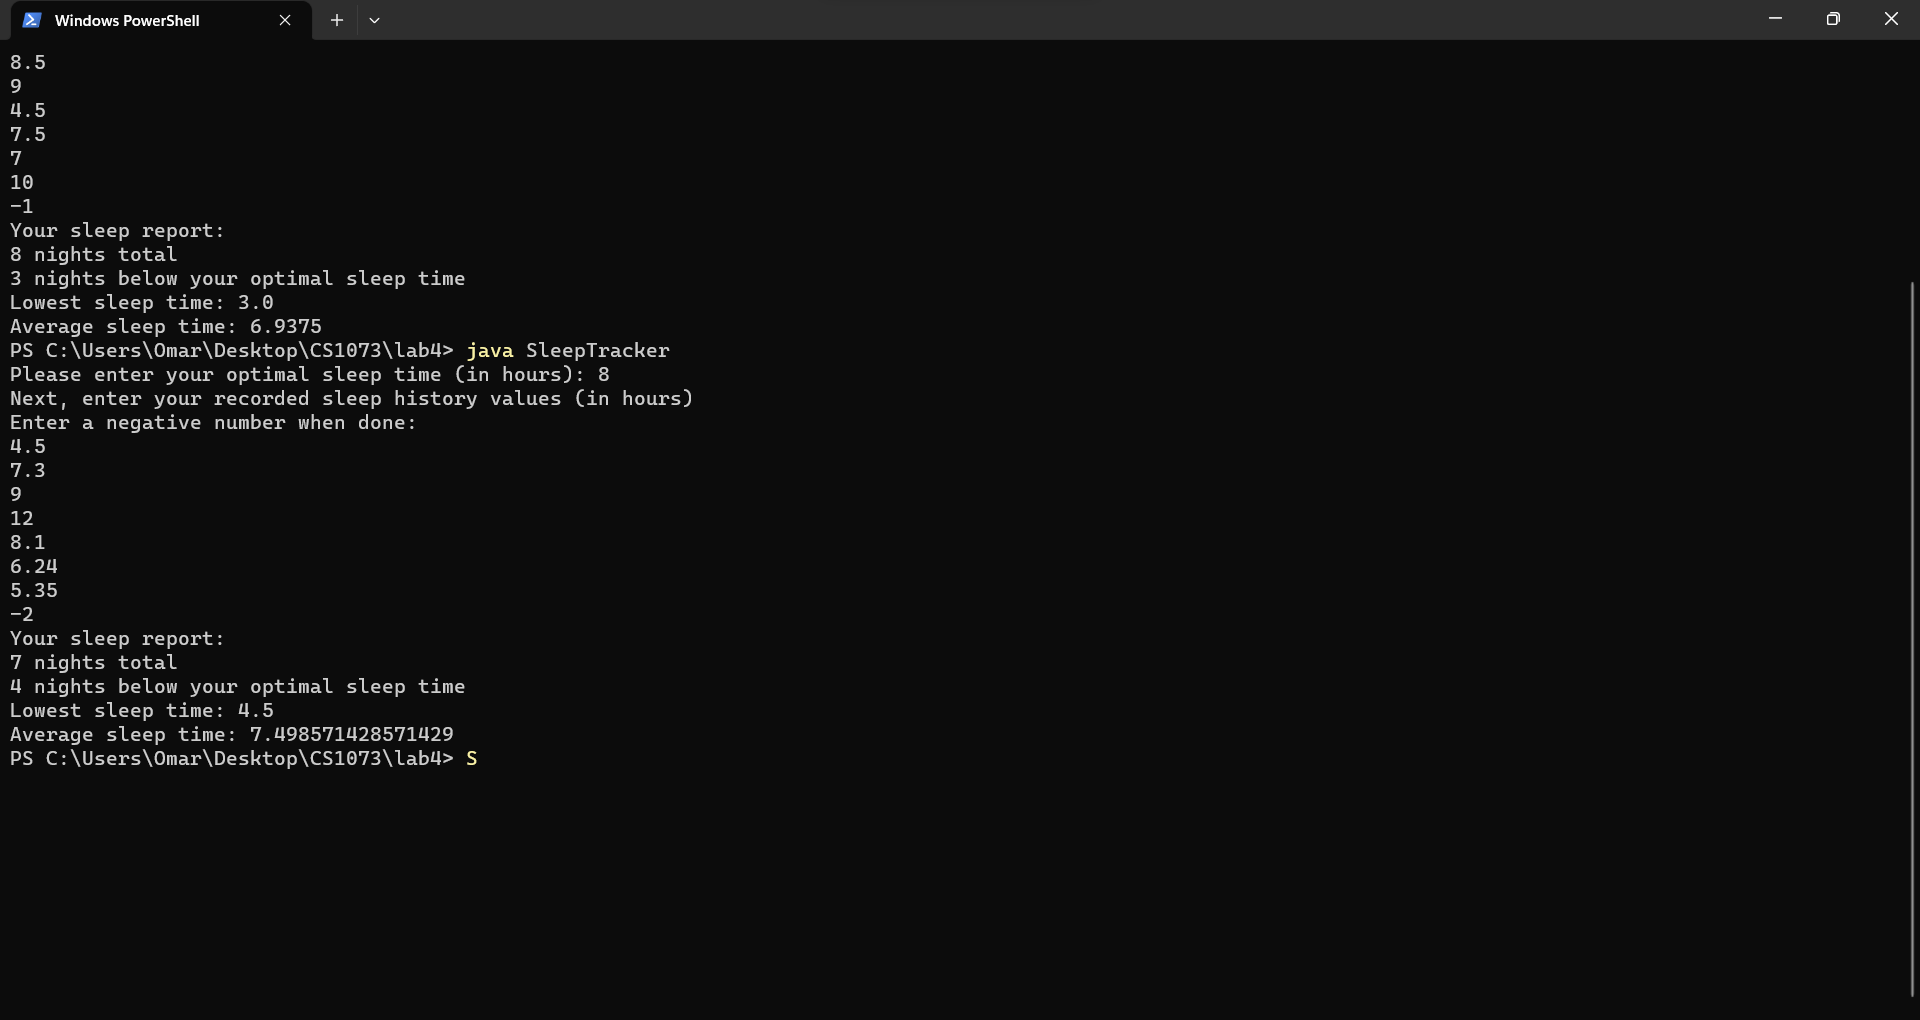 Windows PowerShell
8.5
9
4.5
7.5
7
10
-1
Your sleep report:
8 nights total
3 nights below your optimal sleep time
Lowest sleep time: 3.0
Average sleep time: 6.9375
PS C:\Users\Omar\Desktop\CS1073\lab4> java SleepTracker
Please enter your optimal sleep time (in hours): 8
Next, enter your recorded sleep history values (in hours)
Enter a negative number when done:
4.5
7.3
9
12
8.1
6.24
5.35
-2
Your sleep report:
7 nights total
4 nights below your optimal sleep time
Lowest sleep time: 4.5
Average sleep time: 7.498571428571429
PS C:\Users\Omar\Desktop\CS1073\lab4> S